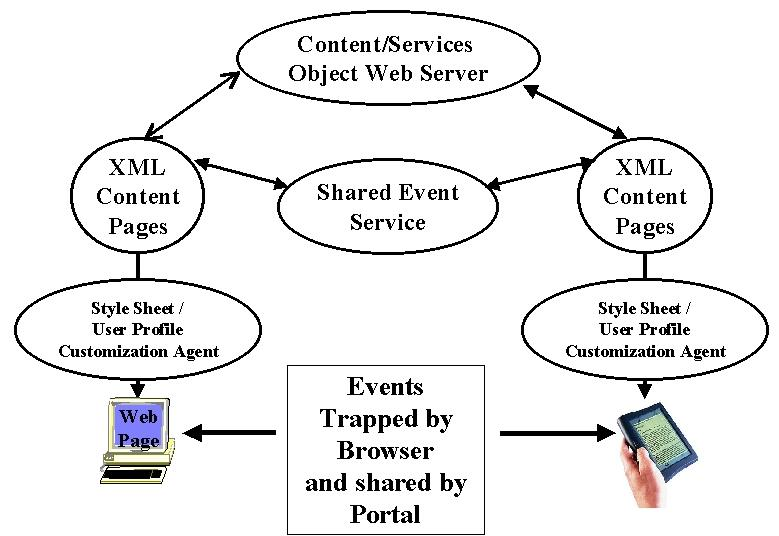 Content/Services
Object Web Server
XML
Content
Pages
Shared Event
Service
XML
Content
Pages
Style Sheet /
User Profile
Customization Agent
Style Sheet /
User Profile
Customization Agent
Web
Page
Events
Trapped by
Browser
and shared by
Portal